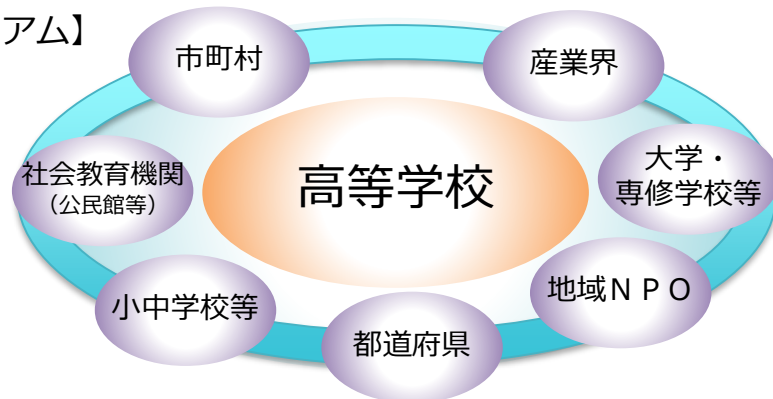 アム】
市町村
産業界
社会教育機関
（公民館等）
高等学校
大学・
専修学校等
小中学校等
地域ＮＰＯ
都道府県